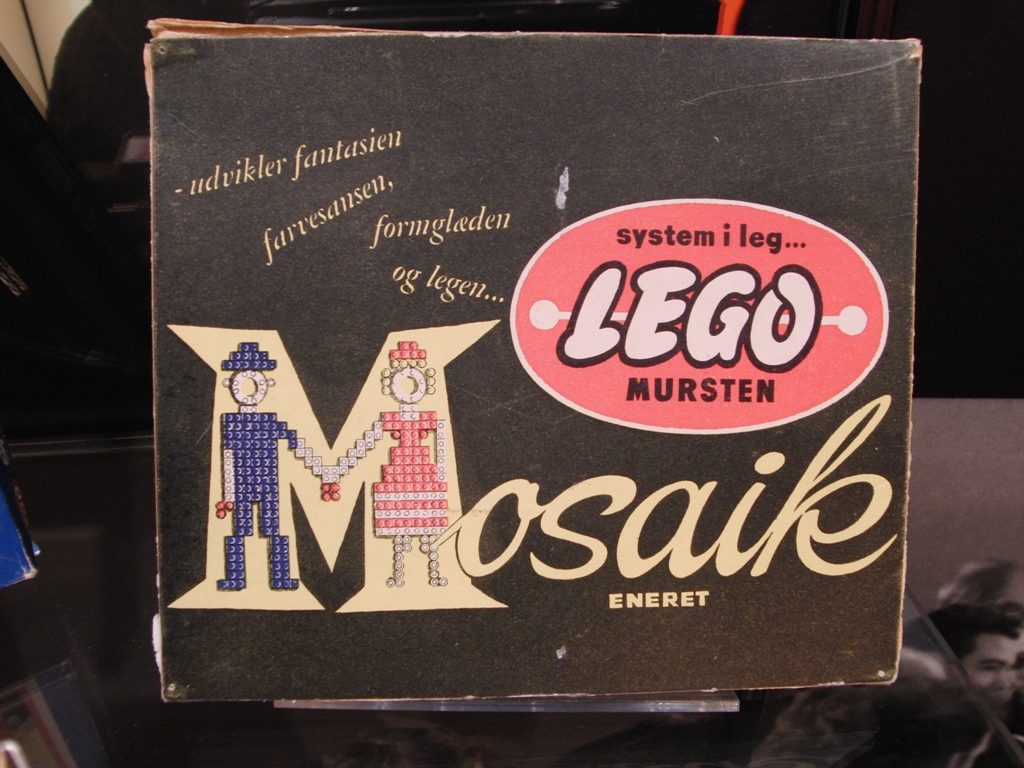 - udvikler fantasien
farvesansen,
formglæden
og legen...
system i leg...
LEGO
MURSTEN
Mosaik
ENERET